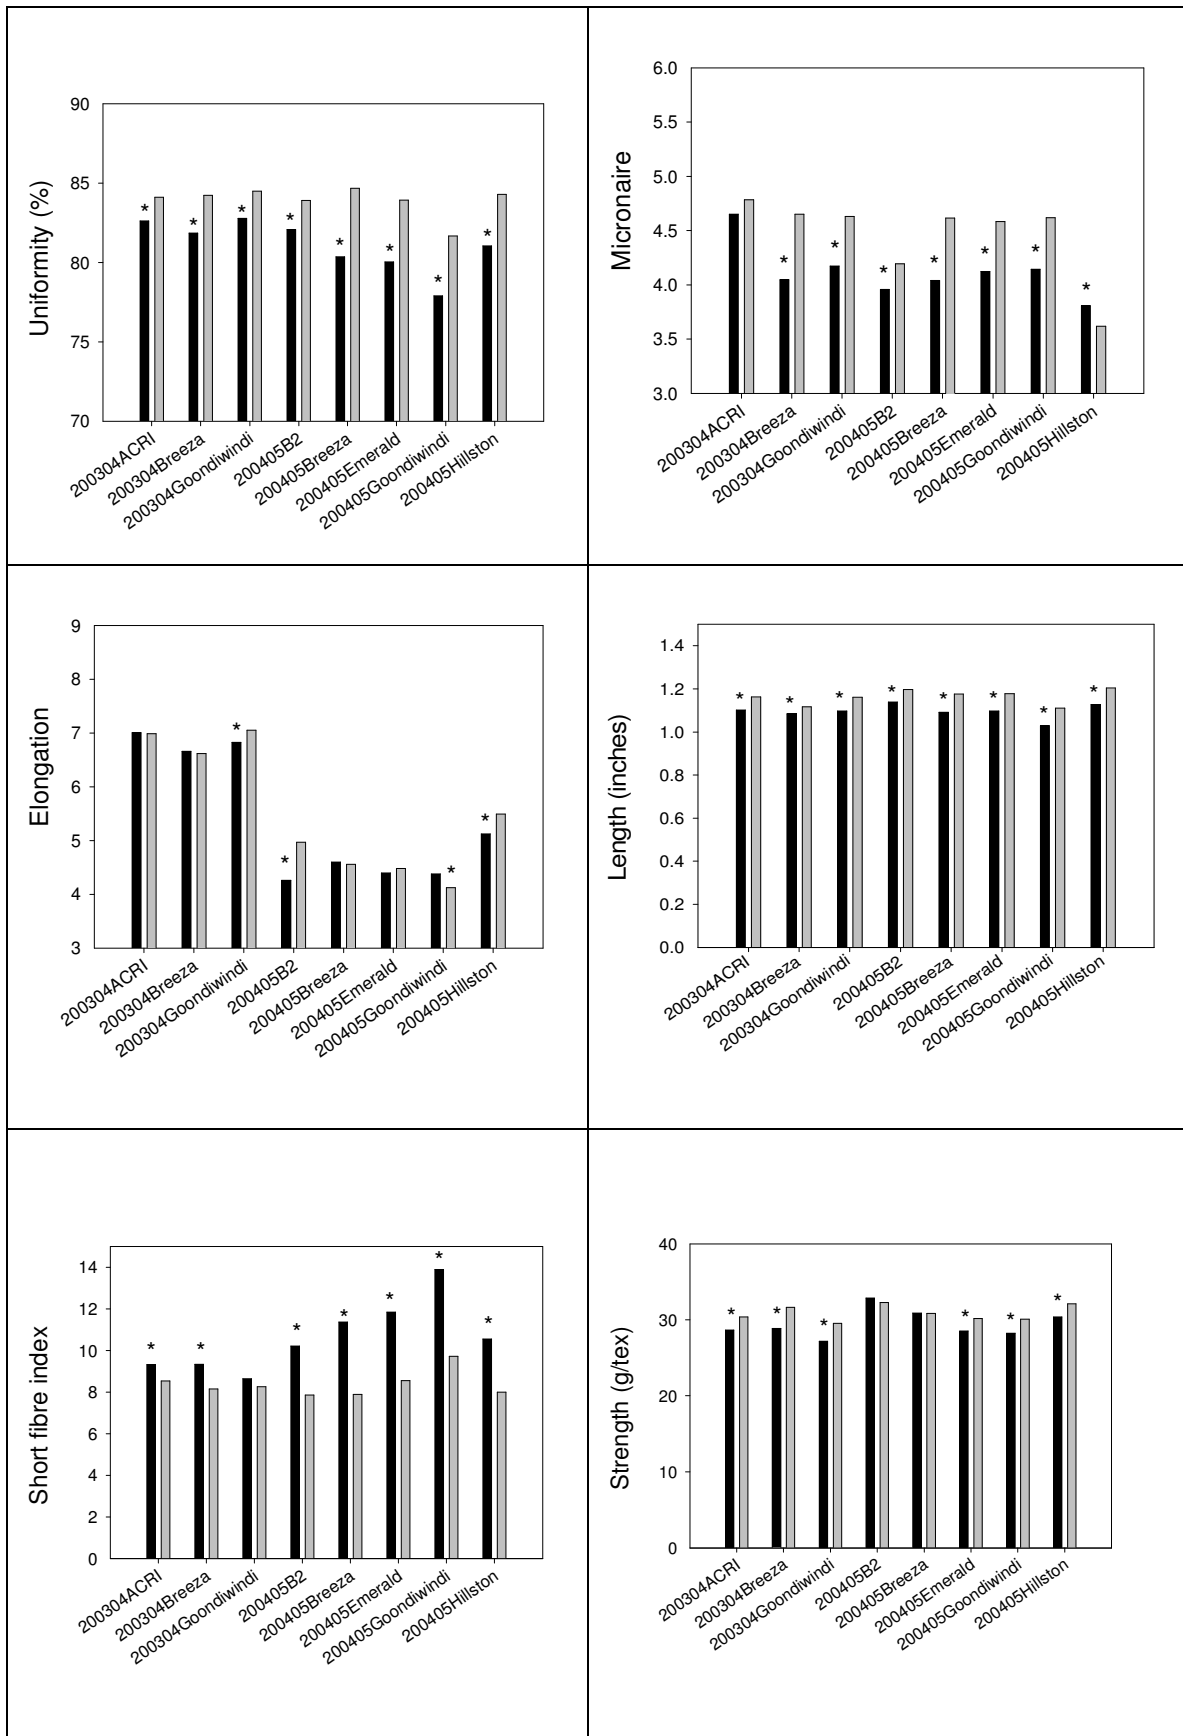 Uniformity (%)
90
85
80
75
70
* * * * * * * *
200304ACRI
200304Breeza
200304Goondiwindi
200405B2
200405Breeza
200405Emerald
200405Goondiwindi
200405Hillston
Micronaire
6.0
5.5
5.0
4.5
4.0
3.5
3.0
* * * * * * *
200304ACRI
200304Breeza
200304Goondiwindi
200405B2
200405Breeza
200405Emerald
200405Goondiwindi
200405Hillston
Elongation
9
8
7
6
5
4
3
* * * *
200304ACRI
200304Breeza
200304Goondiwindi
200405B2
200405Breeza
200405Emerald
200405Goondiwindi
200405Hillston
Length (inches)
1.4
1.2
1.0
0.8
0.6
0.4
0.2
0.0
* * * * * * * *
200304ACRI
200304Breeza
200304Goondiwindi
200405B2
200405Breeza
200405Emerald
200405Goondiwindi
200405Hillston
Short fibre index
14
12
10
8
6
4
2
0
* * * * * * *
200304ACRI
200304Breeza
200304Goondiwindi
200405B2
200405Breeza
200405Emerald
200405Goondiwindi
200405Hillston
Strength (g/tex)
40
30
20
10
0
* * * * * *
200304ACRI
200304Breeza
200304Goondiwindi
200405B2
200405Breeza
200405Emerald
200405Goondiwindi
200405Hillston